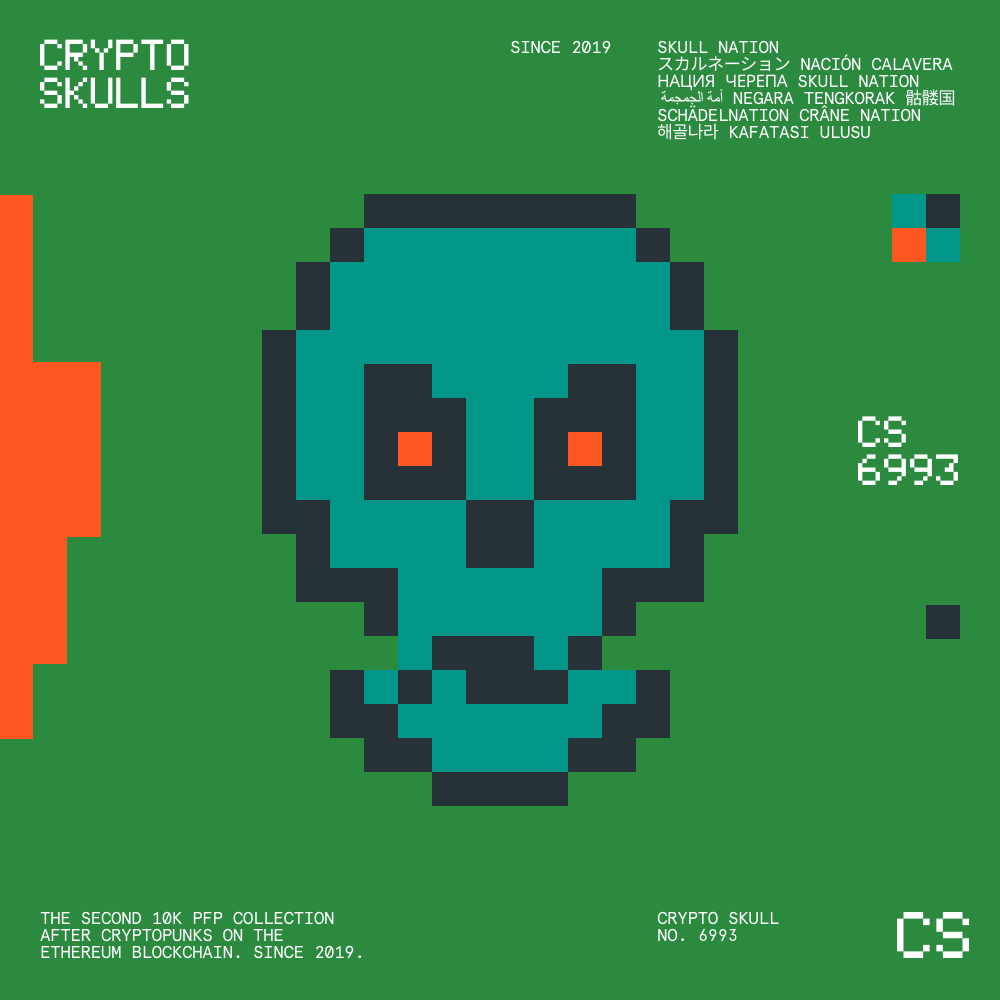 CRYPTO
SKULLS
SINCE 2019
SKULL NATION
スカルネーション NACIÓN CALAVERA
НАЦИЯ ЧЕРЕПА SKULL NATION
أمة الجمجمة NEGARA TENGKORAK 骷髅国
SCHÄDELNATION CRÂNE NATION
해골나라 KAFATASI ULUSU
CS
6993
THE SECOND 10K PFP COLLECTION
AFTER CRYPTOPUNKS ON THE
ETHEREUM BLOCKCHAIN. SINCE 2019.
CRYPTO SKULL
NO. 6993
CS